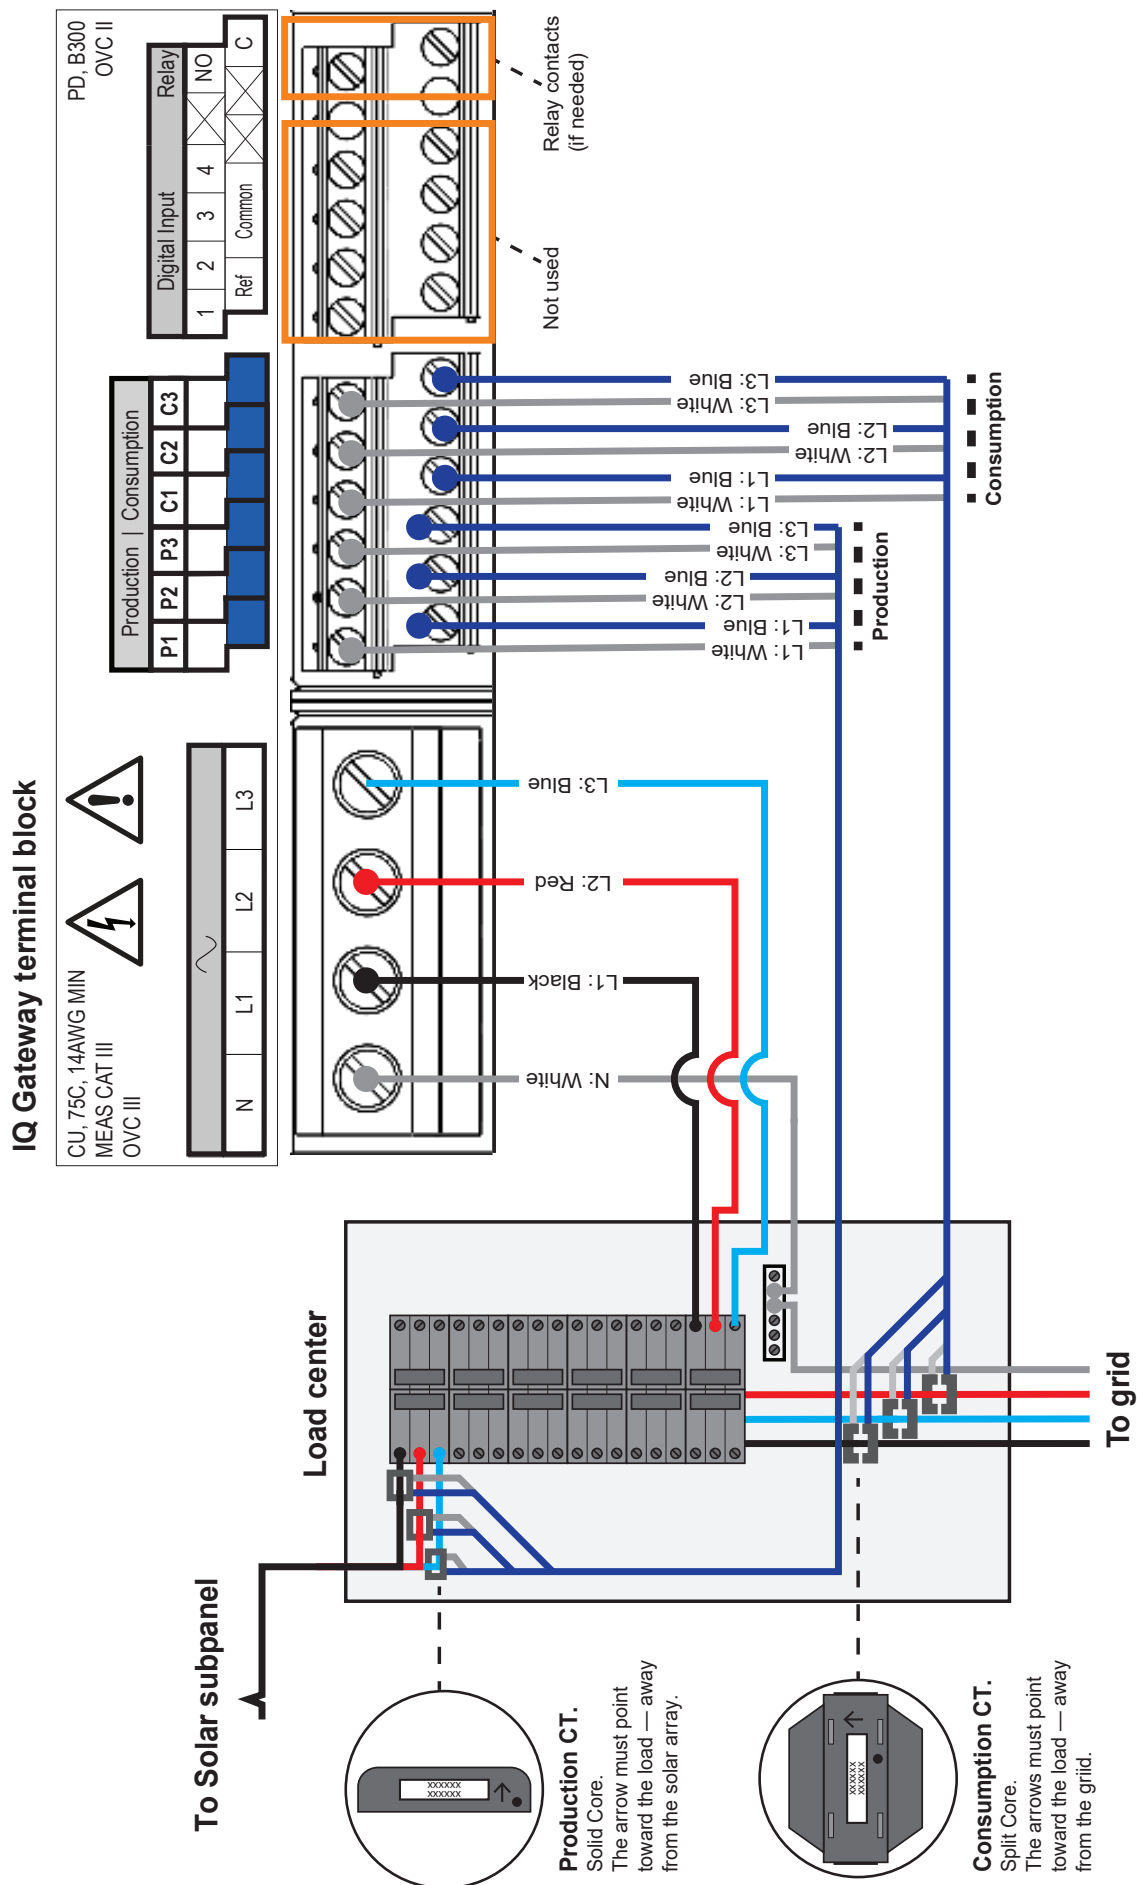 IQ Gateway terminal block
CU, 75C, 14AWG MIN
MEAS CAT III
OVC III
PD, B300
OVC II
N
L1
L2
L3
Production | Consumption
P1
P2
P3
C1
C2
C3
Digital Input
Relay
1
2
3
4
NO
Ref
Common
C
Not used
Relay contacts
(if needed)
N: White
L1: Black
L2: Red
L3: Blue
L1: White
L1: Blue
L2: White
L2: Blue
L3: White
L3: Blue
Production
L1: White
L1: Blue
L2: White
L2: Blue
L3: White
L3: Blue
Consumption
Load center
To Solar subpanel
To grid
XXXXXX
XXXXXX
Production CT.
Solid Core.
The arrow must point
toward the load — away
from the solar array.
XXXXXX
XXXXXX
Consumption CT.
Split Core.
The arrows must point
toward the load — away
from the griid.